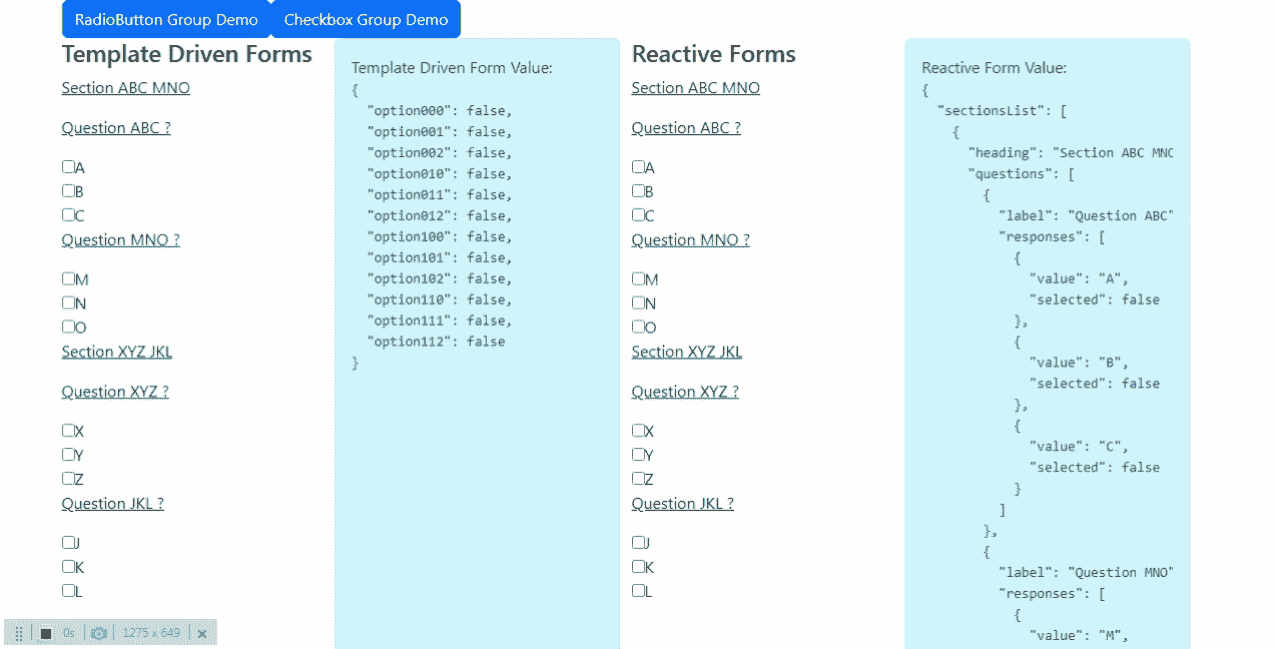 RadioButton Group Demo
Checkbox Group Demo
Template Driven Forms
Section ABC MNO
Question ABC ?
A
B
C
Question MNO ?
M
N
O
Section XYZ JKL
Question XYZ ?
X
Y
Z
Question JKL ?
J
K
L
Template Driven Form Value:
{
"option000": false,
"option001": false,
"option002": false,
"option010": false,
"option011": false,
"option012": false,
"option100": false,
"option101": false,
"option102": false,
"option110": false,
"option111": false,
"option112": false
}
Reactive Forms
Section ABC MNO
Question ABC ?
A
B
C
Question MNO ?
M
N
O
Section XYZ JKL
Question XYZ ?
X
Y
Z
Question JKL ?
J
K
L
Reactive Form Value:
{
"sectionsList": [
{
"heading": "Section ABC MNO
"questions": [
{
"label": "Question ABC"
"responses": [
{
"value": "A",
"selected": false
},
{
"value": "B",
"selected": false
},
{
"value": "C",
"selected": false
}
]
},
{
"label": "Question MNO"
"responses": [
{
"value": "M",
0s
1275 x 649